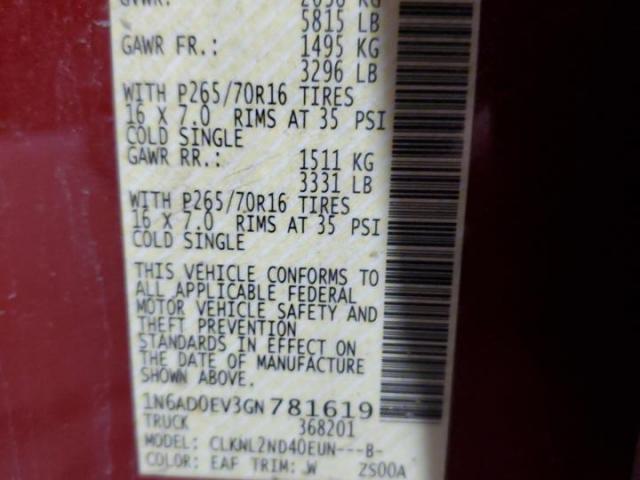 GVWR: 2638 KG
5815 LB
GAWR FR.: 1495 KG
3296 LB
WITH P265/70R16 TIRES
16 X 7.0 RIMS AT 35 PSI
COLD SINGLE
GAWR RR.: 1511 KG
3331 LB
WITH P265/70R16 TIRES
16 X 7.0 RIMS AT 35 PSI
COLD SINGLE
THIS VEHICLE CONFORMS TO
ALL APPLICABLE FEDERAL
MOTOR VEHICLE SAFETY AND
THEFT PREVENTION
STANDARDS IN EFFECT ON
THE DATE OF MANUFACTURE
SHOWN ABOVE.
1N6AD0EV3GN781619
TRUCK 368201
MODEL: CLKNL2ND40EUN---B-
COLOR: EAF TRIM: W ZS00A